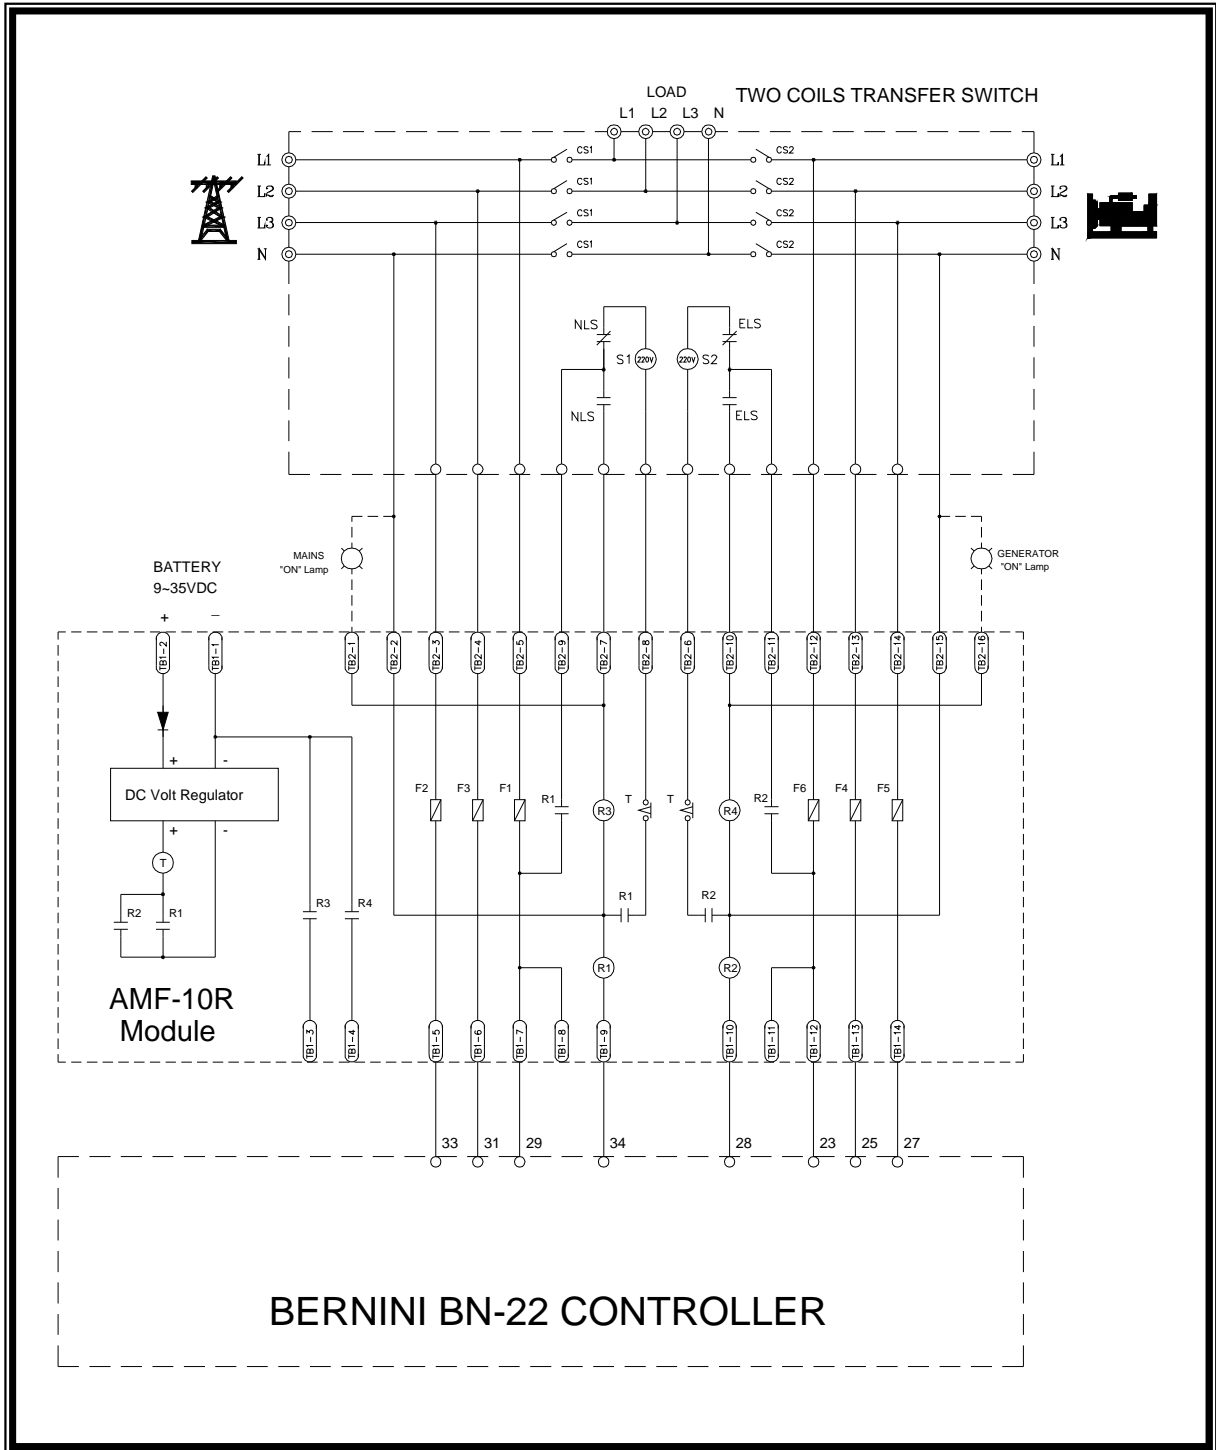 LOAD
TWO COILS TRANSFER SWITCH
L1 L2 L3 N
L1 CS1 CS2 L1
L2 CS1 CS2 L2
L3 CS1 CS2 L3
N CS1 CS2 N
NLS ELS
S1 220V 220V S2
NLS ELS
MAINS
"ON" Lamp
GENERATOR
"ON" Lamp
BATTERY
9~35VDC
+ −
TB1-2 TB1-1 TB2-1 TB2-2 TB2-3 TB2-4 TB2-5 TB2-9 TB2-7 TB2-8 TB2-6 TB2-10 TB2-11 TB2-12 TB2-13 TB2-14 TB2-15 TB2-16
+ -
DC Volt Regulator
F2 F3 F1 R1 R3 T T R4 R2 F6 F4 F5
+ -
T
R2 R1 R3 R4
R1 R2
R1 R2
AMF-10R
Module
TB1-3 TB1-4 TB1-5 TB1-6 TB1-7 TB1-8 TB1-9 TB1-10 TB1-11 TB1-12 TB1-13 TB1-14
33 31 29 34 28 23 25 27
BERNINI BN-22 CONTROLLER